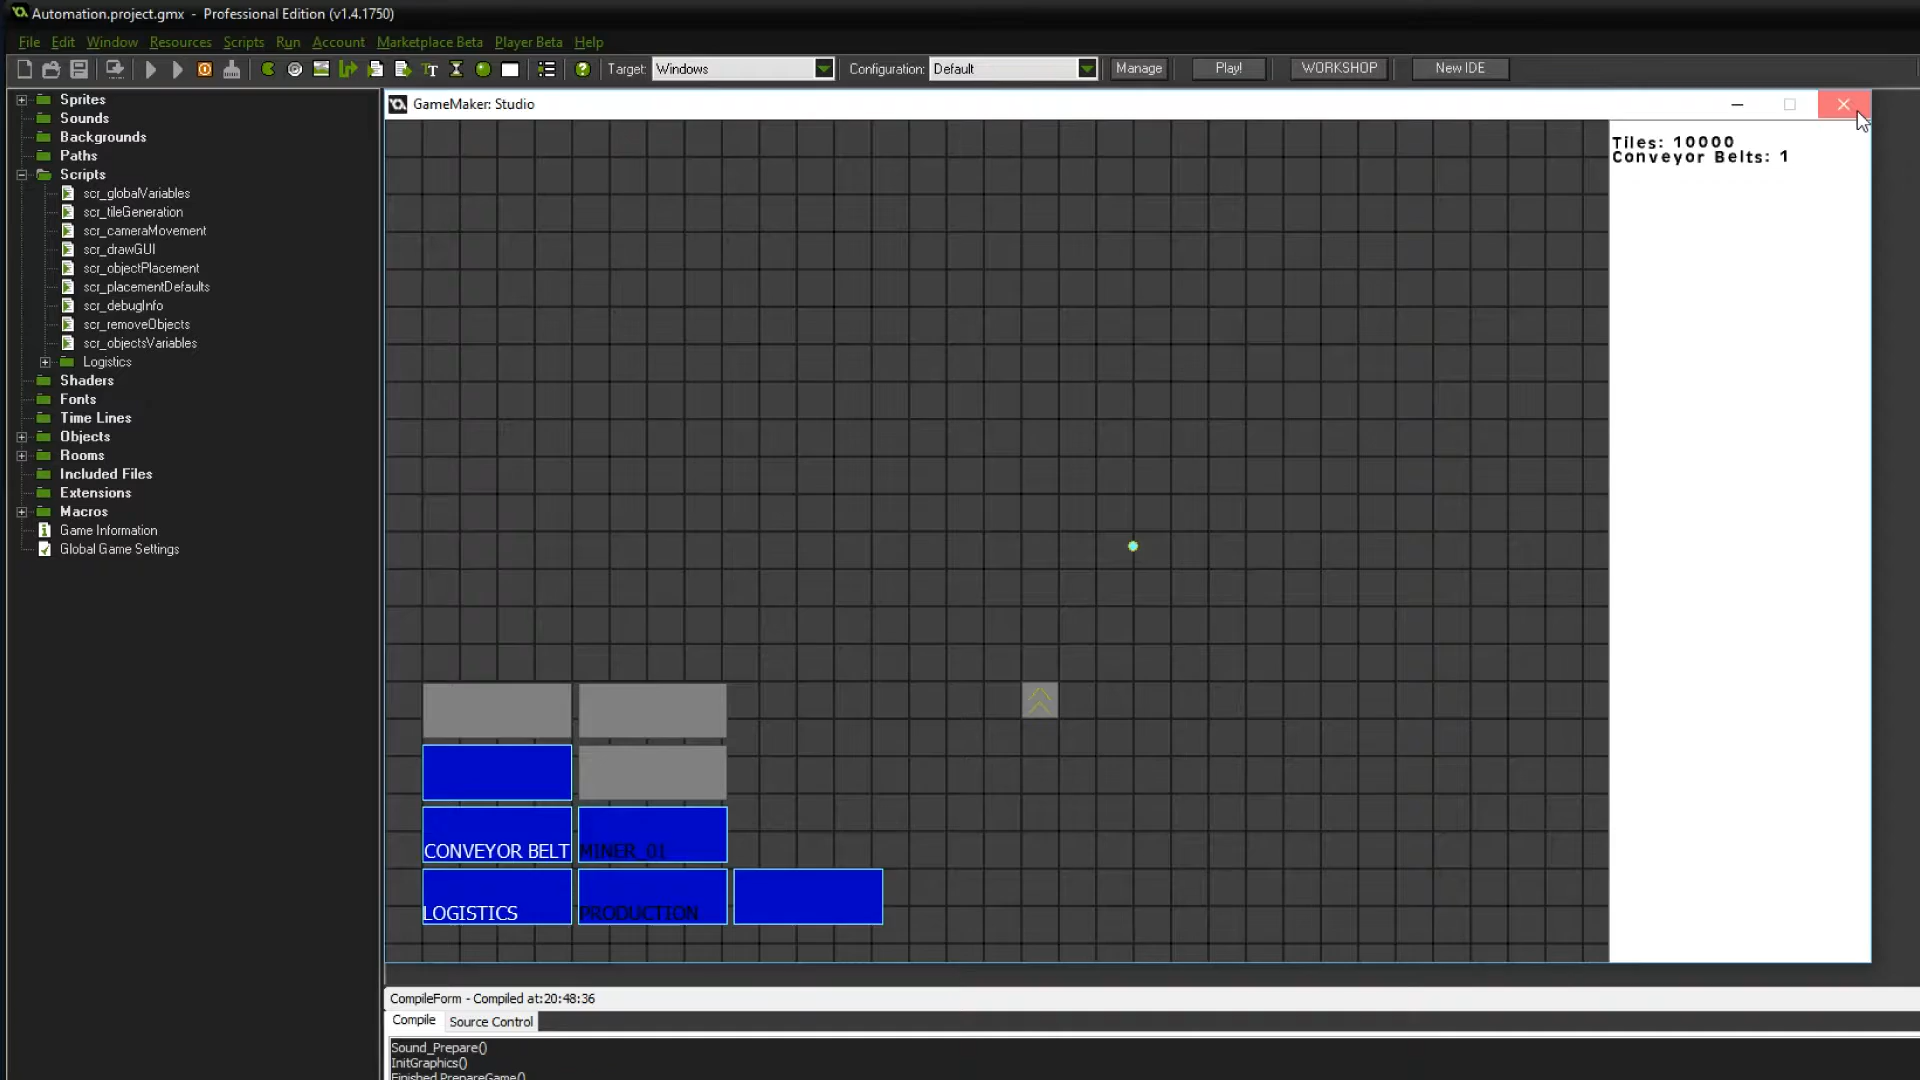 Automation.project.gmx - Professional Edition (v1.4.1750)
File Edit Window Resources Scripts Run Account Marketplace Beta Player Beta Help
Target: Windows Configuration: Default Manage Play! WORKSHOP New IDE
Sprites
Sounds
Backgrounds
Paths
Scripts
scr_globalVariables
scr_tileGeneration
scr_cameraMovement
scr_drawGUI
scr_objectPlacement
scr_placementDefaults
scr_debugInfo
scr_removeObjects
scr_objectsVariables
Logistics
Shaders
Fonts
Time Lines
Objects
Rooms
Included Files
Extensions
Macros
Game Information
Global Game Settings
GameMaker: Studio
Tiles: 10000
Conveyor Belts: 1
CONVEYOR BELT MINER_01
LOGISTICS PRODUCTION
CompileForm - Compiled at:20:48:36
Compile Source Control
Sound_Prepare()
InitGraphics()
Finished PrepareGame()